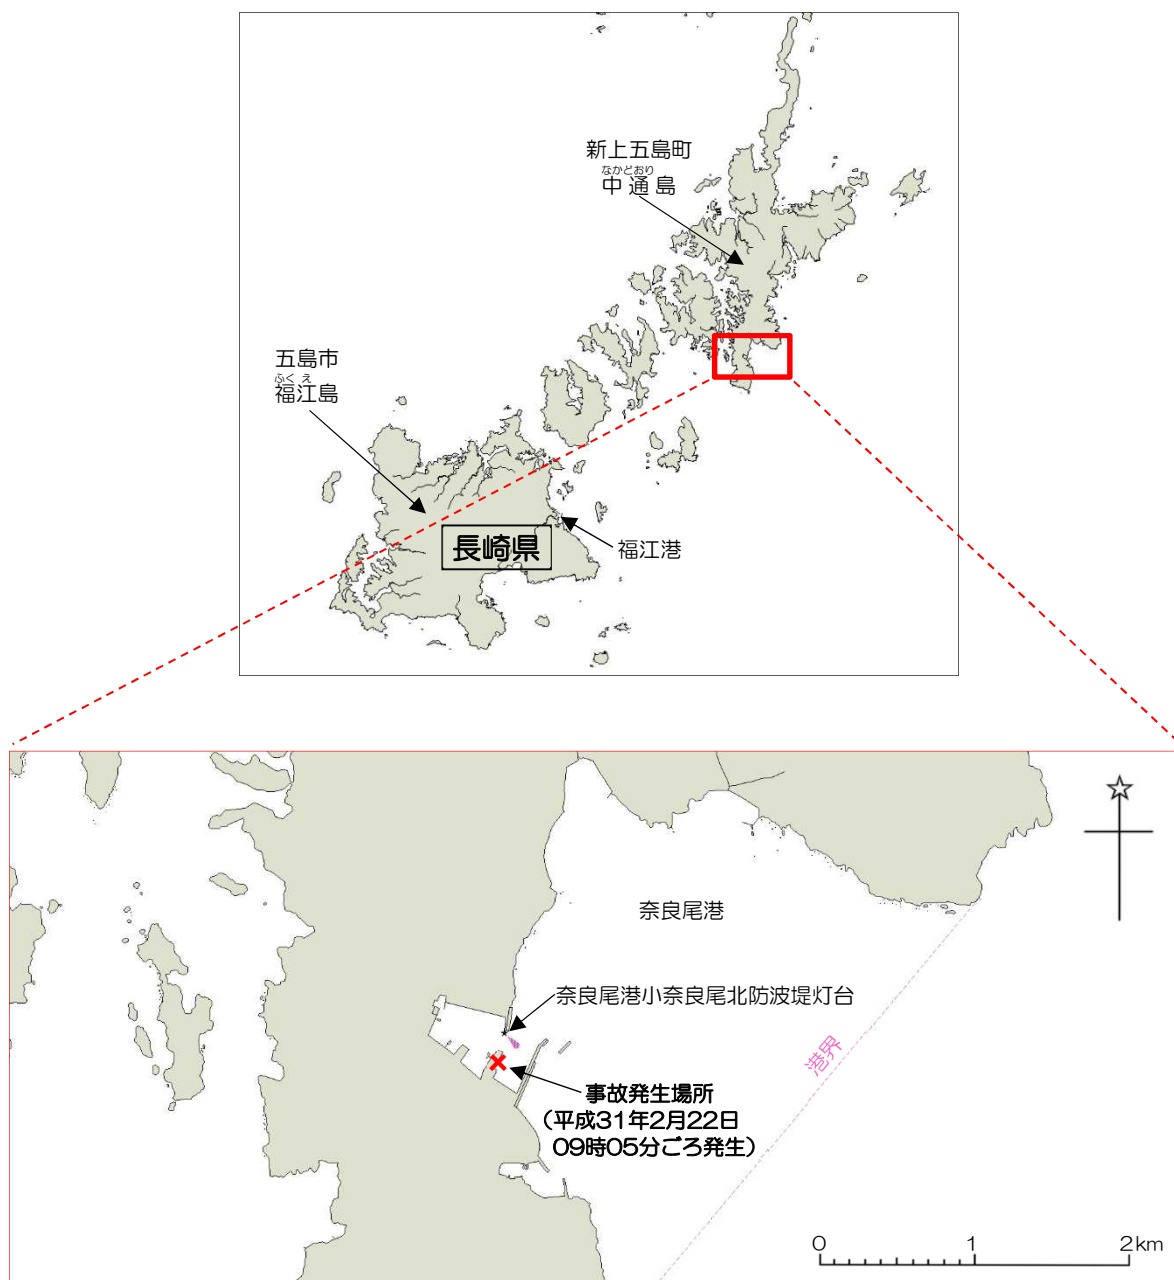 新上五島町
なかどおり
中通島
五島市
ふくえ
福江島
長崎県
福江港
奈良尾港
奈良尾港小奈良尾北防波堤灯台
港界
事故発生場所
(平成31年2月22日
09時05分ごろ発生)
0 1 2km